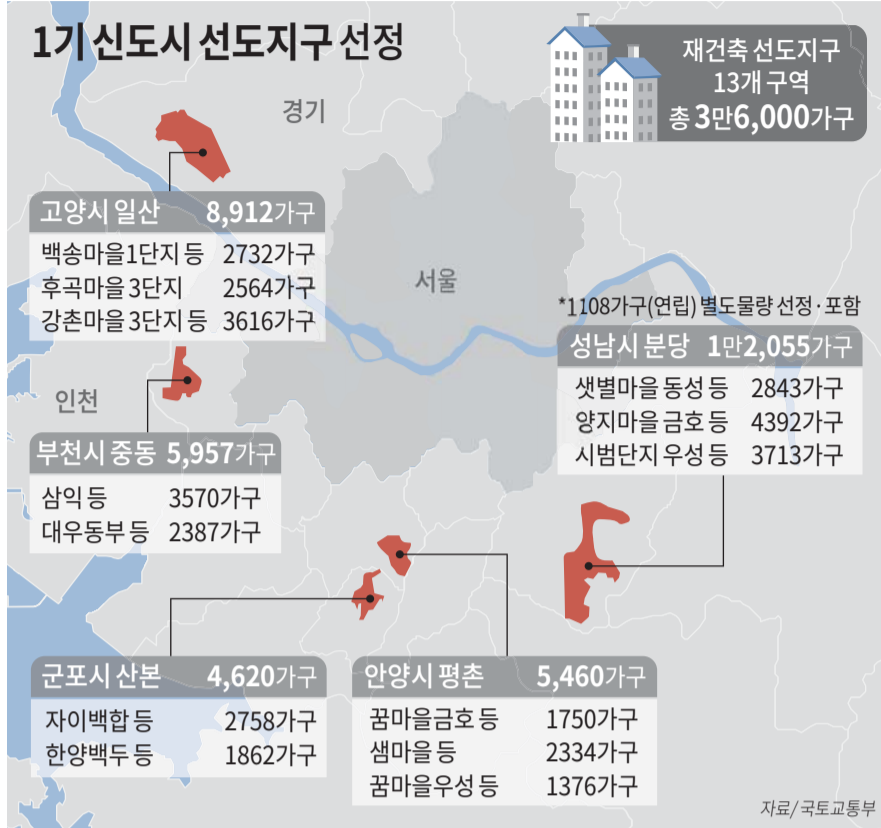 1기 신도시 선도지구 선정
재건축 선도지구
13개 구역
총 3만6,000가구
경기
서울
인천
고양시 일산 8,912가구
백송마을1단지 등 2732가구
후곡마을3단지 2564가구
강촌마을3단지 등 3616가구
*1108가구(연립) 별도물량 선정·포함
성남시 분당 1만2,055가구
샛별마을 동성 등 2843가구
양지마을 금호 등 4392가구
시범단지 우성 등 3713가구
부천시 중동 5,957가구
삼익 등 3570가구
대우동부 등 2387가구
군포시 산본 4,620가구
자이백합 등 2758가구
한양백두 등 1862가구
안양시 평촌 5,460가구
꿈마을금호 등 1750가구
샘마을 등 2334가구
꿈마을우성 등 1376가구
자료/국토교통부